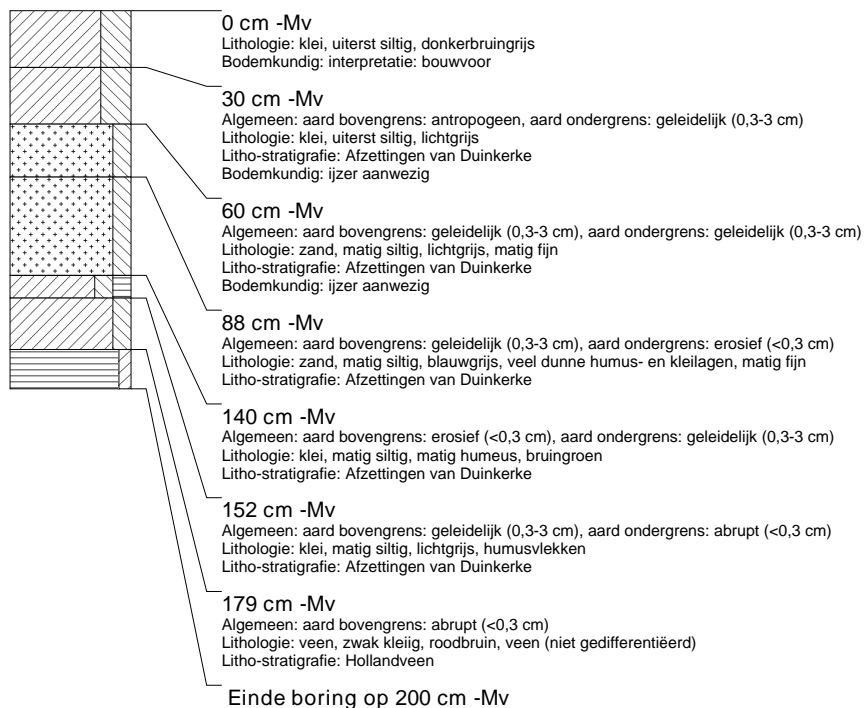 0 cm -Mv
Lithologie: klei, uiterst siltig, donkerbruingrijs
Bodemkundig: interpretatie: bouwvoor
30 cm -Mv
Algemeen: aard bovengrens: antropogeen, aard ondergrens: geleidelijk (0,3-3 cm)
Lithologie: klei, uiterst siltig, lichtgrijs
Litho-stratigrafie: Afzettingen van Duinkerke
Bodemkundig: ijzer aanwezig
60 cm -Mv
Algemeen: aard bovengrens: geleidelijk (0,3-3 cm), aard ondergrens: geleidelijk (0,3-3 cm)
Lithologie: zand, matig siltig, lichtgrijs, matig fijn
Litho-stratigrafie: Afzettingen van Duinkerke
Bodemkundig: ijzer aanwezig
88 cm -Mv
Algemeen: aard bovengrens: geleidelijk (0,3-3 cm), aard ondergrens: erosief (<0,3 cm)
Lithologie: zand, matig siltig, blauwgrijs, veel dunne humus- en kleilagen, matig fijn
Litho-stratigrafie: Afzettingen van Duinkerke
140 cm -Mv
Algemeen: aard bovengrens: erosief (<0,3 cm), aard ondergrens: geleidelijk (0,3-3 cm)
Lithologie: klei, matig siltig, matig humeus, bruingroen
Litho-stratigrafie: Afzettingen van Duinkerke
152 cm -Mv
Algemeen: aard bovengrens: geleidelijk (0,3-3 cm), aard ondergrens: abrupt (<0,3 cm)
Lithologie: klei, matig siltig, lichtgrijs, humusvlekken
Litho-stratigrafie: Afzettingen van Duinkerke
179 cm -Mv
Algemeen: aard bovengrens: abrupt (<0,3 cm)
Lithologie: veen, zwak kleiig, roodbruin, veen (niet gedifferentiëerd)
Litho-stratigrafie: Hollandveen
Einde boring op 200 cm -Mv